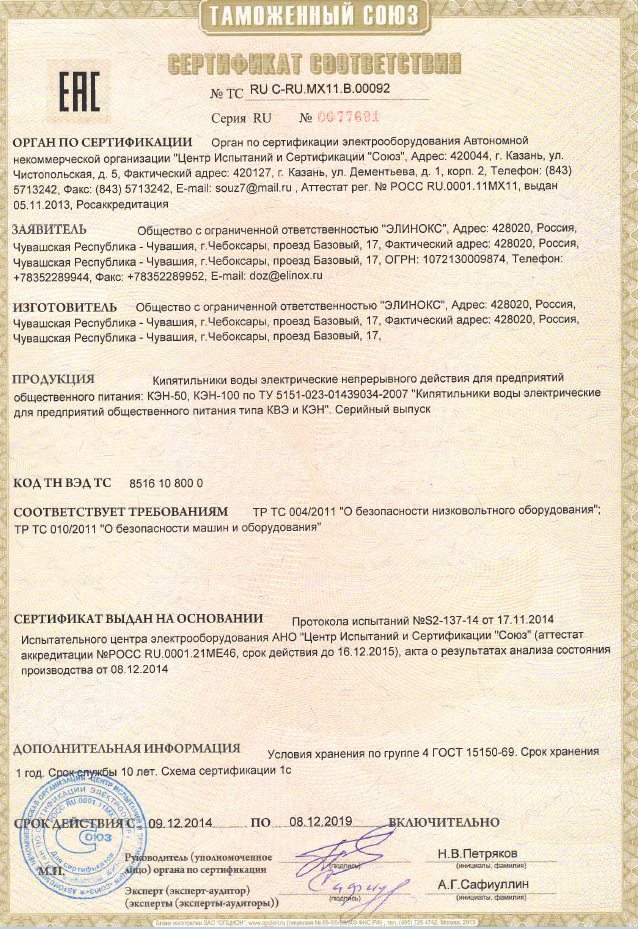 ТАМОЖЕННЫЙ СОЮЗ
СЕРТИФИКАТ СООТВЕТСТВИЯ
EAC
№ ТС RU C-RU.МХ11.В.00092
Серия RU № 0077681
ОРГАН ПО СЕРТИФИКАЦИИ Орган по сертификации электрооборудования Автономной
некоммерческой организации "Центр Испытаний и Сертификации "Союз", Адрес: 420044, г. Казань, ул.
Чистопольская, д. 5, Фактический адрес: 420127, г. Казань, ул. Дементьева, д. 1, корп. 2, Телефон: (843)
5713242, Факс: (843) 5713242, E-mail: souz7@mail.ru , Аттестат рег. № РОСС RU.0001.11МХ11, выдан
05.11.2013, Росаккредитация
ЗАЯВИТЕЛЬ Общество с ограниченной ответственностью "ЭЛИНОКС", Адрес: 428020, Россия,
Чувашская Республика - Чувашия, г.Чебоксары, проезд Базовый, 17, Фактический адрес: 428020, Россия,
Чувашская Республика - Чувашия, г.Чебоксары, проезд Базовый, 17, ОГРН: 1072130009874, Телефон:
+78352289944, Факс: +78352289952, E-mail: doz@elinox.ru
ИЗГОТОВИТЕЛЬ Общество с ограниченной ответственностью "ЭЛИНОКС", Адрес: 428020, Россия,
Чувашская Республика - Чувашия, г.Чебоксары, проезд Базовый, 17, Фактический адрес: 428020, Россия,
Чувашская Республика - Чувашия, г.Чебоксары, проезд Базовый, 17,
ПРОДУКЦИЯ Кипятильники воды электрические непрерывного действия для предприятий
общественного питания: КЭН-50, КЭН-100 по ТУ 5151-023-01439034-2007 "Кипятильники воды электрические
для предприятий общественного питания типа КВЭ и КЭН". Серийный выпуск
КОД ТН ВЭД ТС 8516 10 800 0
СООТВЕТСТВУЕТ ТРЕБОВАНИЯМ ТР ТС 004/2011 "О безопасности низковольтного оборудования";
ТР ТС 010/2011 "О безопасности машин и оборудования"
СЕРТИФИКАТ ВЫДАН НА ОСНОВАНИИ Протокола испытаний №S2-137-14 от 17.11.2014
Испытательного центра электрооборудования АНО "Центр Испытаний и Сертификации "Союз" (аттестат
аккредитации №РОСС RU.0001.21МЕ46, срок действия до 16.12.2015), акта о результатах анализа состояния
производства от 08.12.2014
ДОПОЛНИТЕЛЬНАЯ ИНФОРМАЦИЯ Условия хранения по группе 4 ГОСТ 15150-69. Срок хранения
1 год. Срок службы 10 лет. Схема сертификации 1с
СРОК ДЕЙСТВИЯ С 09.12.2014 ПО 08.12.2019 ВКЛЮЧИТЕЛЬНО
СОЮЗ
для сертификатов
М.П.
Руководитель (уполномоченное
лицо) органа по сертификации
(подпись)
Н.В.Петряков
(инициалы, фамилия)
Эксперт (эксперт-аудитор)
(эксперты (эксперты-аудиторы))
(подпись)
А.Г.Сафиуллин
(инициалы, фамилия)